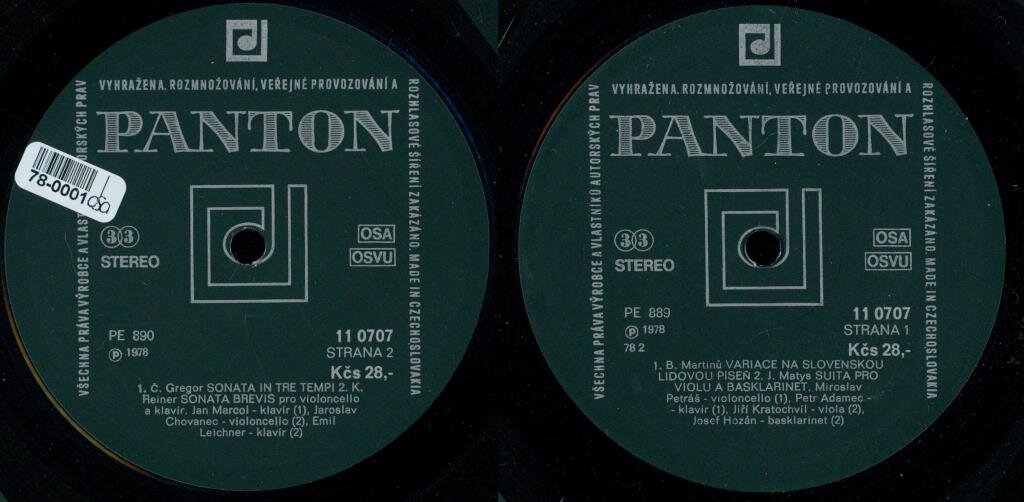 VYHRAŽENA. ROZMNOŽOVÁNÍ, VEŘEJNÉ PROVOZOVÁNÍ A
ROZHLASOVÉ ŠÍŘENÍ ZAKÁZÁNO. MADE IN CZECHOSLOVAKIA
VŠECHNA PRÁVA VÝROBCE A VLASTNÍKŮ AUTORSKÝCH PRÁV
PANTON
78-0001 OSA
33
STEREO
OSA
OSVU
PE 890
Ⓟ 1978
11 0707
STRANA 2
Kčs 28,-
1. Č. Gregor SONATA IN TRE TEMPI 2. K.
Reiner SONATA BREVIS pro violoncello
a klavír. Jan Marcol - klavír (1), Jaroslav
Chovanec - violoncello (2), Emil
Leichner - klavír (2)
VYHRAŽENA. ROZMNOŽOVÁNÍ, VEŘEJNÉ PROVOZOVÁNÍ A
ROZHLASOVÉ ŠÍŘENÍ ZAKÁZÁNO. MADE IN CZECHOSLOVAKIA
VŠECHNA PRÁVA VÝROBCE A VLASTNÍKŮ AUTORSKÝCH PRÁV
PANTON
33
STEREO
OSA
OSVU
PE 889
Ⓟ 1978
78 2
11 0707
STRANA 1
Kčs 28,-
1. B. Martinů VARIACE NA SLOVENSKOU
LIDOVOU PÍSEŇ 2. J. Matys SUITA PRO
VIOLU A BASKLARINET. Miroslav
Petráš - violoncello (1), Petr Adamec -
- klavír (1), Jiří Kratochvíl - viola (2),
Josef Hozán - basklarinet (2)